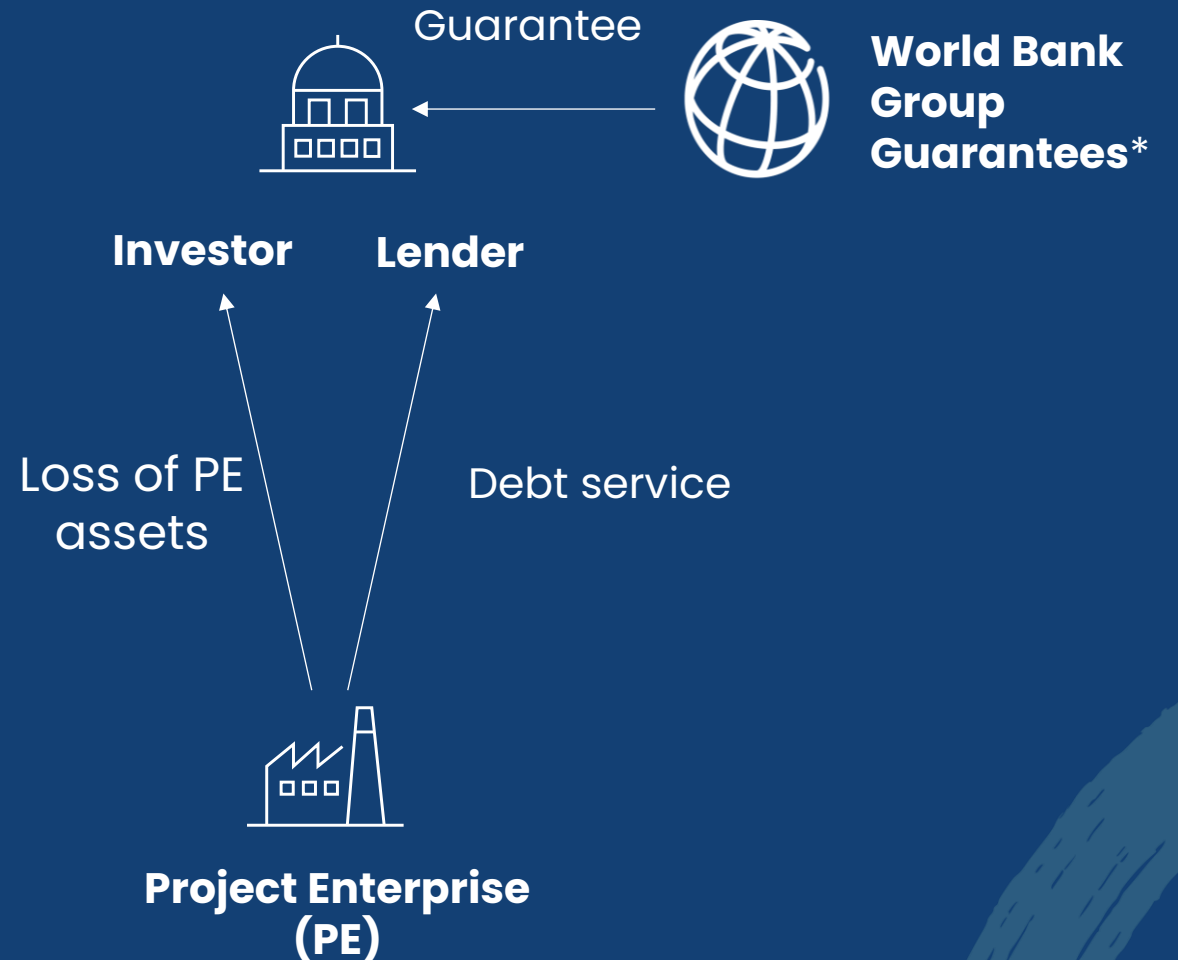 Guarantee
World Bank
Group
Guarantees*
Investor
Lender
Loss of PE
assets
Debt service
Project Enterprise
(PE)